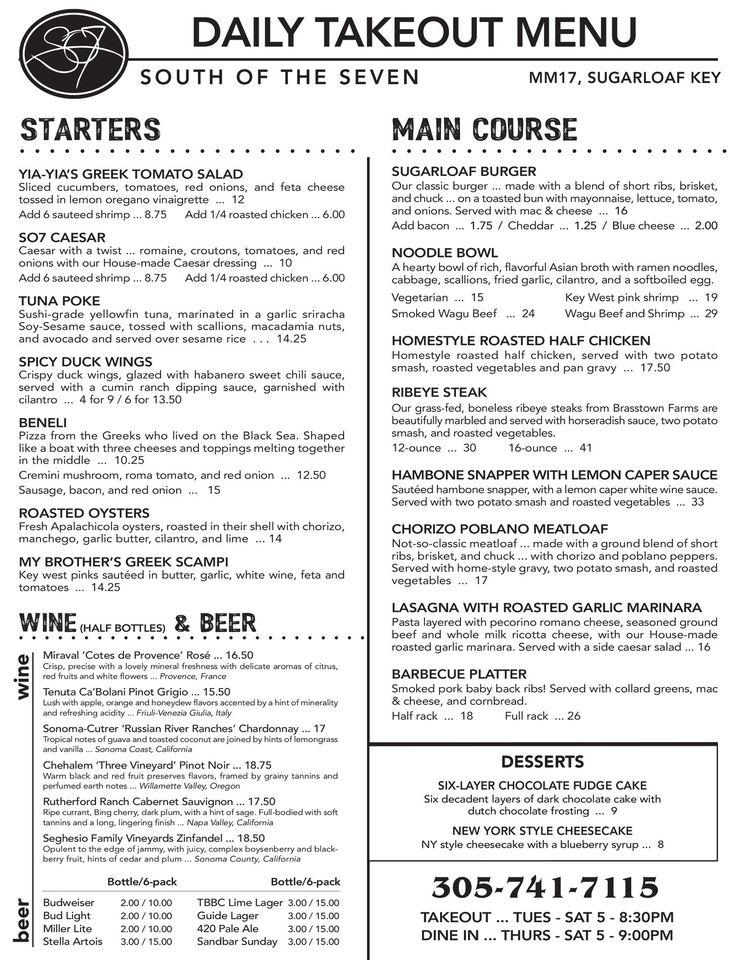 SO7
DAILY TAKEOUT MENU
SOUTH OF THE SEVEN
MM17, SUGARLOAF KEY
STARTERS
YIA-YIA'S GREEK TOMATO SALAD
Sliced cucumbers, tomatoes, red onions, and feta cheese
tossed in lemon oregano vinaigrette ... 12
Add 6 sauteed shrimp ... 8.75 Add 1/4 roasted chicken ... 6.00
SO7 CAESAR
Caesar with a twist ... romaine, croutons, tomatoes, and red
onions with our House-made Caesar dressing ... 10
Add 6 sauteed shrimp ... 8.75 Add 1/4 roasted chicken ... 6.00
TUNA POKE
Sushi-grade yellowfin tuna, marinated in a garlic sriracha
Soy-Sesame sauce, tossed with scallions, macadamia nuts,
and avocado and served over sesame rice . . . 14.25
SPICY DUCK WINGS
Crispy duck wings, glazed with habanero sweet chili sauce,
served with a cumin ranch dipping sauce, garnished with
cilantro ... 4 for 9 / 6 for 13.50
BENELI
Pizza from the Greeks who lived on the Black Sea. Shaped
like a boat with three cheeses and toppings melting together
in the middle ... 10.25
Cremini mushroom, roma tomato, and red onion ... 12.50
Sausage, bacon, and red onion ... 15
ROASTED OYSTERS
Fresh Apalachicola oysters, roasted in their shell with chorizo,
manchego, garlic butter, cilantro, and lime ... 14
MY BROTHER'S GREEK SCAMPI
Key west pinks sautéed in butter, garlic, white wine, feta and
tomatoes ... 14.25
WINE (HALF BOTTLES) & BEER
wine
Miraval 'Cotes de Provence' Rosé ... 16.50
Crisp, precise with a lovely mineral freshness with delicate aromas of citrus,
red fruits and white flowers ... Provence, France
Tenuta Ca'Bolani Pinot Grigio ... 15.50
Lush with apple, orange and honeydew flavors accented by a hint of minerality
and refreshing acidity ... Friuli-Venezia Giulia, Italy
Sonoma-Cutrer 'Russian River Ranches' Chardonnay ... 17
Tropical notes of guava and toasted coconut are joined by hints of lemongrass
and vanilla ... Sonoma Coast, California
Chehalem 'Three Vineyard' Pinot Noir ... 18.75
Warm black and red fruit preserves flavors, framed by grainy tannins and
perfumed earth notes ... Willamette Valley, Oregon
Rutherford Ranch Cabernet Sauvignon ... 17.50
Ripe currant, Bing cherry, dark plum, with a hint of sage. Full-bodied with soft
tannins and a long, lingering finish ... Napa Valley, California
Seghesio Family Vineyards Zinfandel ... 18.50
Opulent to the edge of jammy, with juicy, complex boysenberry and black-
berry fruit, hints of cedar and plum ... Sonoma County, California
beer
Bottle/6-pack Bottle/6-pack
Budweiser 2.00 / 10.00 TBBC Lime Lager 3.00 / 15.00
Bud Light 2.00 / 10.00 Guide Lager 3.00 / 15.00
Miller Lite 2.00 / 10.00 420 Pale Ale 3.00 / 15.00
Stella Artois 3.00 / 15.00 Sandbar Sunday 3.00 / 15.00
MAIN COURSE
SUGARLOAF BURGER
Our classic burger ... made with a blend of short ribs, brisket,
and chuck ... on a toasted bun with mayonnaise, lettuce, tomato,
and onions. Served with mac & cheese ... 16
Add bacon ... 1.75 / Cheddar ... 1.25 / Blue cheese ... 2.00
NOODLE BOWL
A hearty bowl of rich, flavorful Asian broth with ramen noodles,
cabbage, scallions, fried garlic, cilantro, and a softboiled egg.
Vegetarian ... 15 Key West pink shrimp ... 19
Smoked Wagu Beef ... 24 Wagu Beef and Shrimp ... 29
HOMESTYLE ROASTED HALF CHICKEN
Homestyle roasted half chicken, served with two potato
smash, roasted vegetables and pan gravy ... 17.50
RIBEYE STEAK
Our grass-fed, boneless ribeye steaks from Brasstown Farms are
beautifully marbled and served with horseradish sauce, two potato
smash, and roasted vegetables.
12-ounce ... 30 16-ounce ... 41
HAMBONE SNAPPER WITH LEMON CAPER SAUCE
Sautéed hambone snapper, with a lemon caper white wine sauce.
Served with two potato smash and roasted vegetables ... 33
CHORIZO POBLANO MEATLOAF
Not-so-classic meatloaf ... made with a ground blend of short
ribs, brisket, and chuck ... with chorizo and poblano peppers.
Served with home-style gravy, two potato smash, and roasted
vegetables ... 17
LASAGNA WITH ROASTED GARLIC MARINARA
Pasta layered with pecorino romano cheese, seasoned ground
beef and whole milk ricotta cheese, with our House-made
roasted garlic marinara. Served with a side caesar salad ... 16
BARBECUE PLATTER
Smoked pork baby back ribs! Served with collard greens, mac
& cheese, and cornbread.
Half rack ... 18 Full rack ... 26
DESSERTS
SIX-LAYER CHOCOLATE FUDGE CAKE
Six decadent layers of dark chocolate cake with
dutch chocolate frosting ... 9
NEW YORK STYLE CHEESECAKE
NY style cheesecake with a blueberry syrup ... 8
305-741-7115
TAKEOUT ... TUES - SAT 5 - 8:30PM
DINE IN ... THURS - SAT 5 - 9:00PM